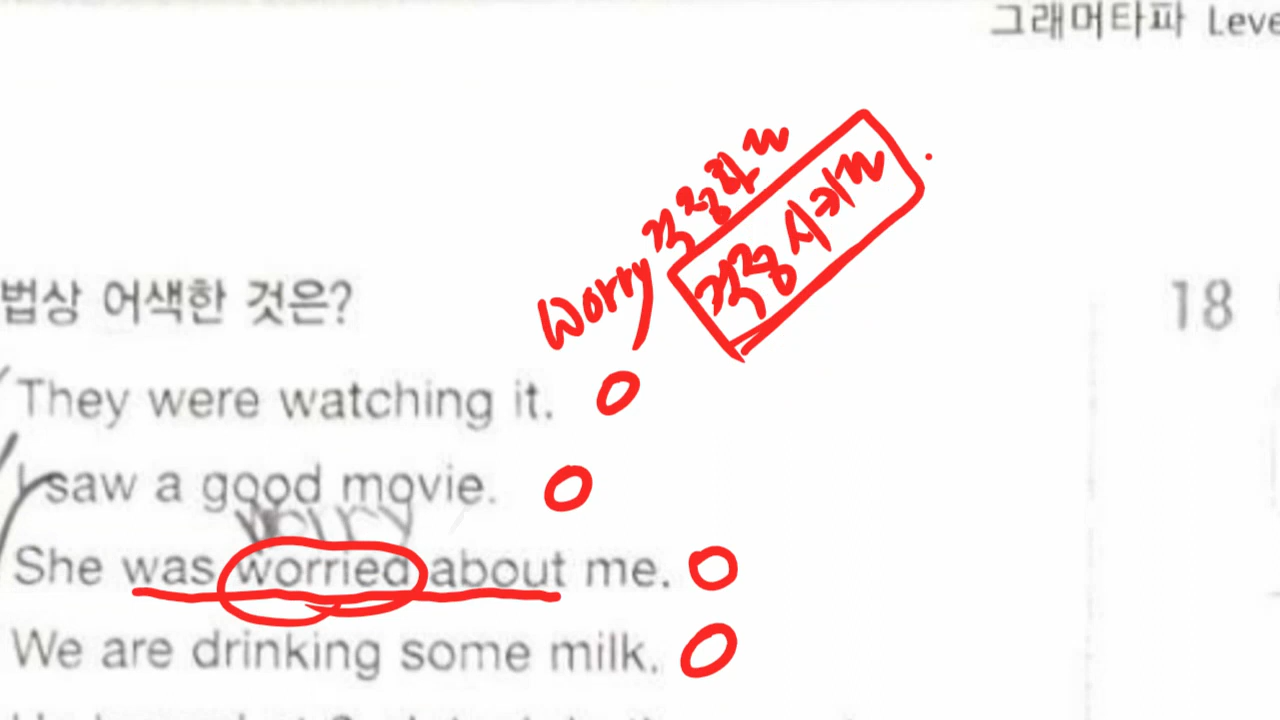 그래머타파 Leve
걱정하
worry 걱정시키
법상 어색한 것은?
18
They were watching it.
I saw a good movie.
worry
She was worried about me.
We are drinking some milk.